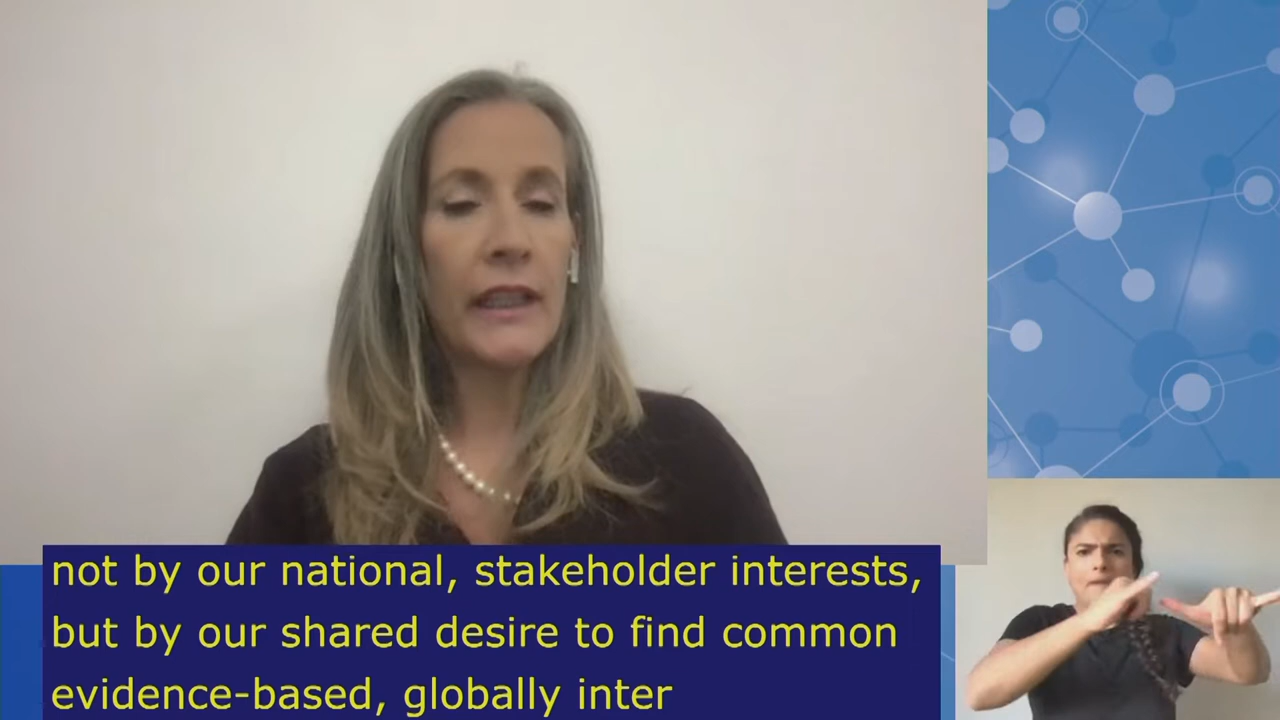 not by our national, stakeholder interests,
but by our shared desire to find common
evidence-based, globally inter